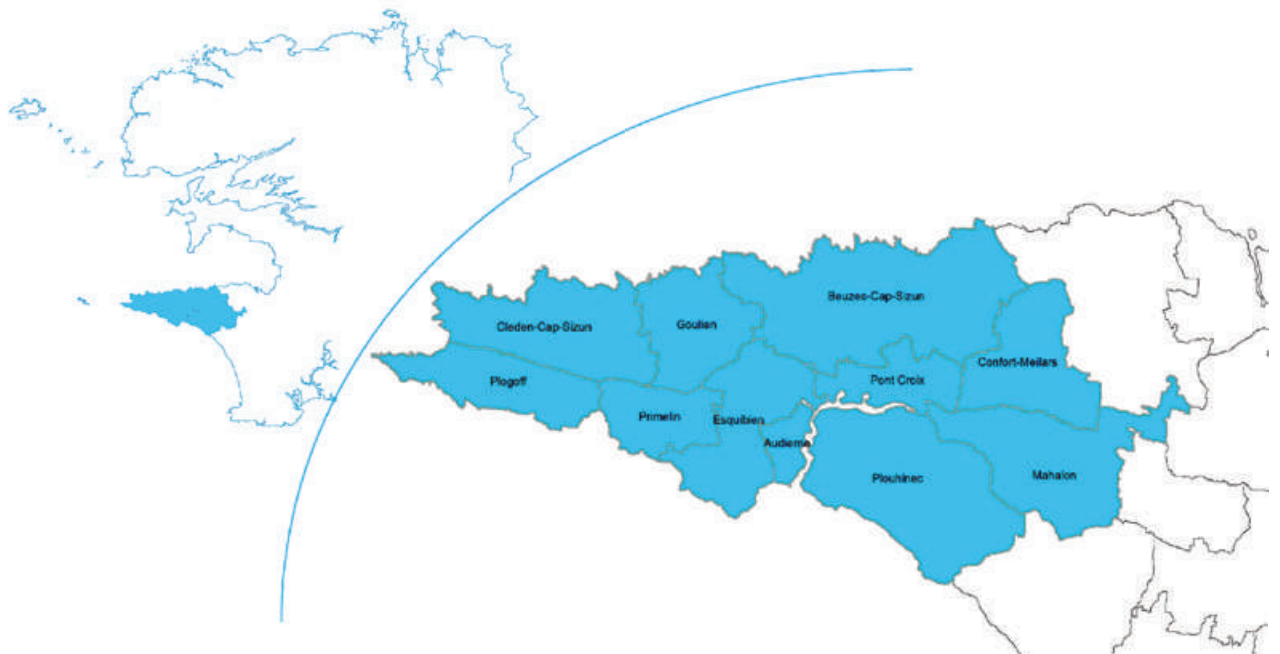 Beuzec-Cap-Sizun
Cleden-Cap-Sizun
Goulien
Confort-Meilars
Plogoff
Pont Croix
Primelin
Esquibien
Audierne
Plouhinec
Mahalon